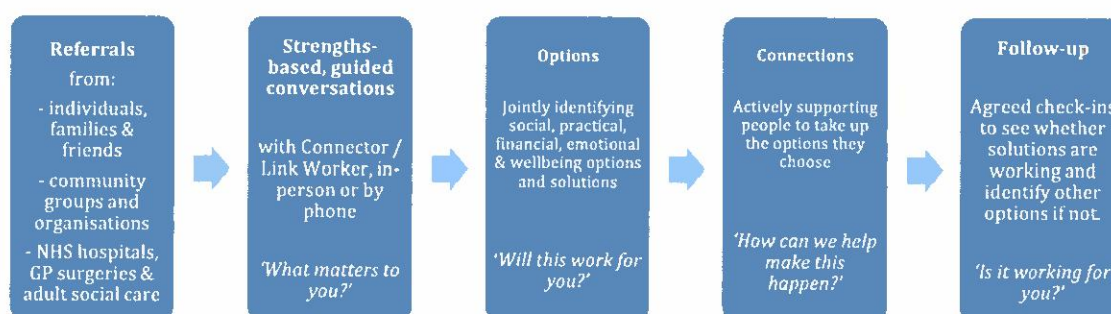 Referrals
from:
- individuals,
families &
friends
- community
groups and
organisations
- NHS hospitals,
GP surgeries &
adult social care
Strengths-
based, guided
conversations
with Connector /
Link Worker, in-
person or by
phone
'What matters to
you?'
Options
Jointly identifying
social, practical,
financial, emotional
& wellbeing options
and solutions
'Will this work for
you?'
Connections
Actively supporting
people to take up
the options they
choose
'How can we help
make this
happen?'
Follow-up
Agreed check-ins
to see whether
solutions are
working and
identify other
options if not.
'Is it working for
you?'